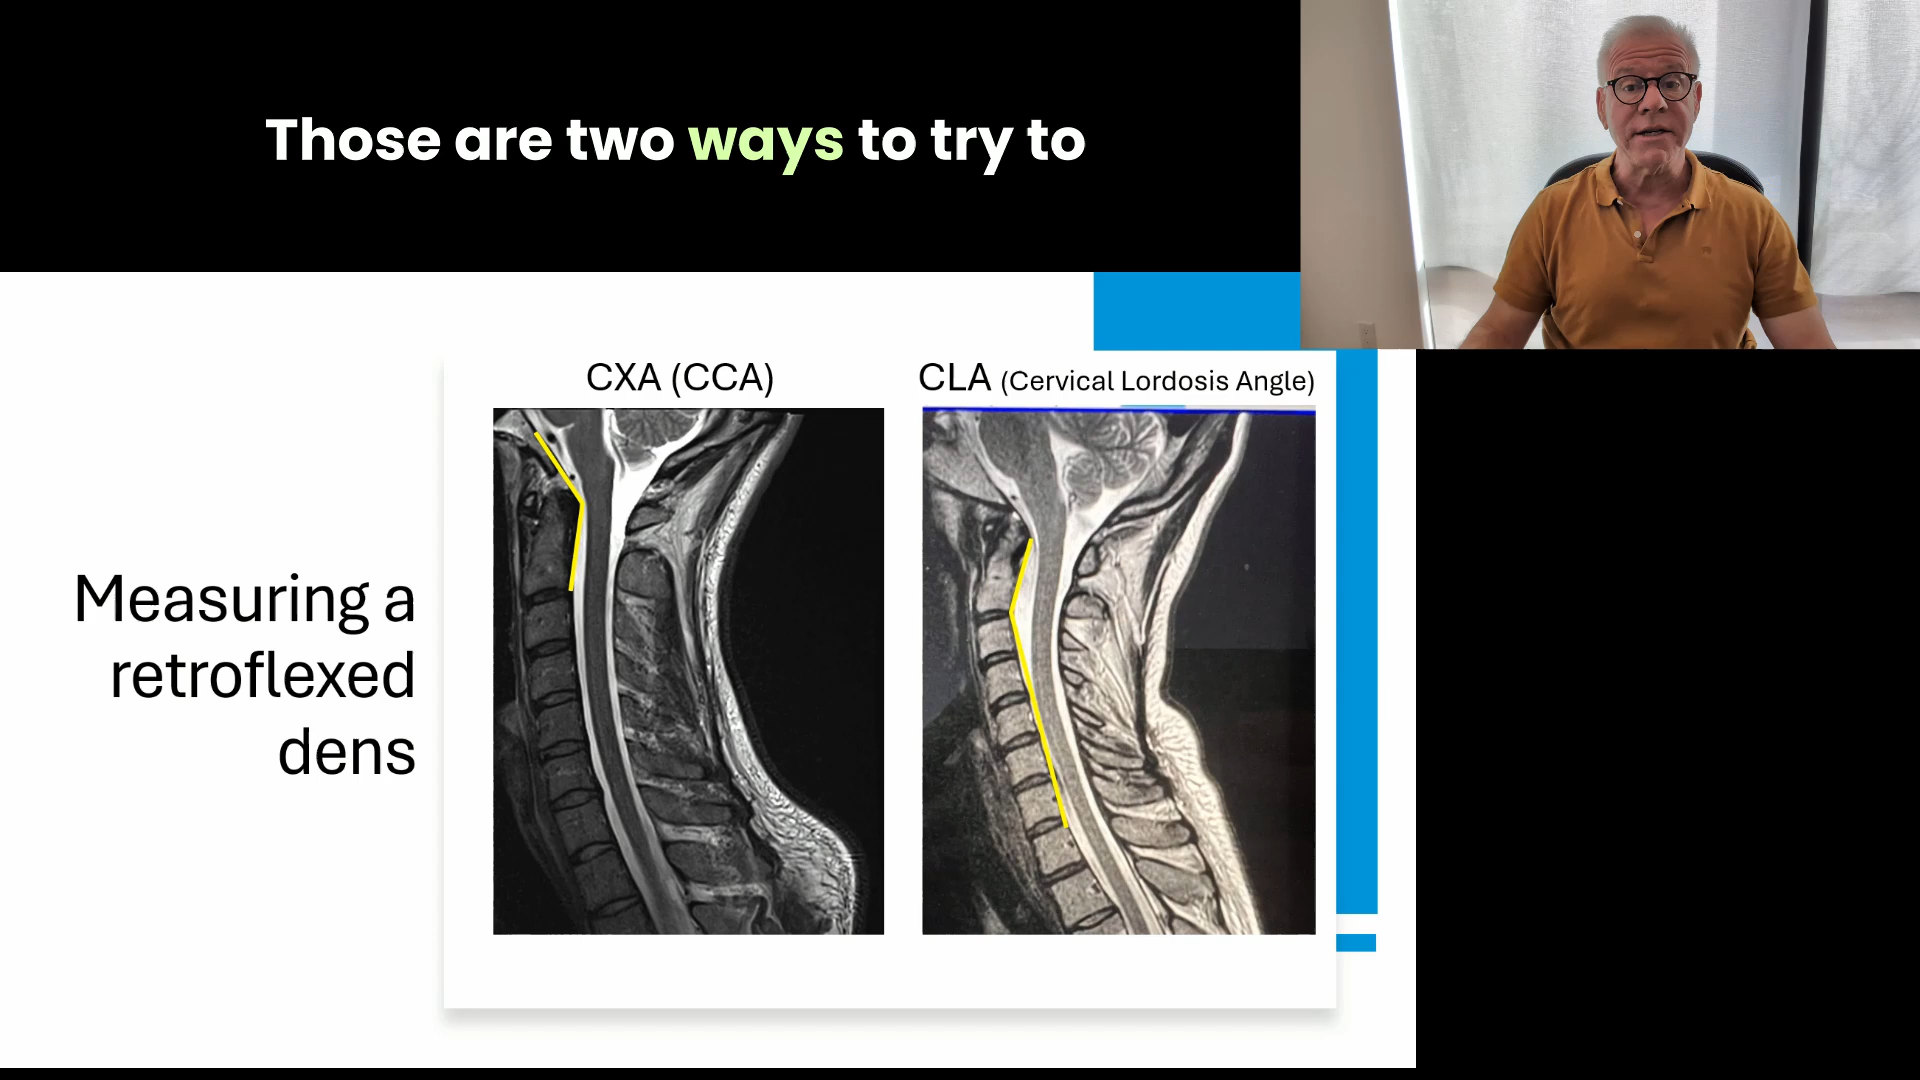 Those are two ways to try to
CXA (CCA)
CLA (Cervical Lordosis Angle)
Measuring a
retroflexed
dens